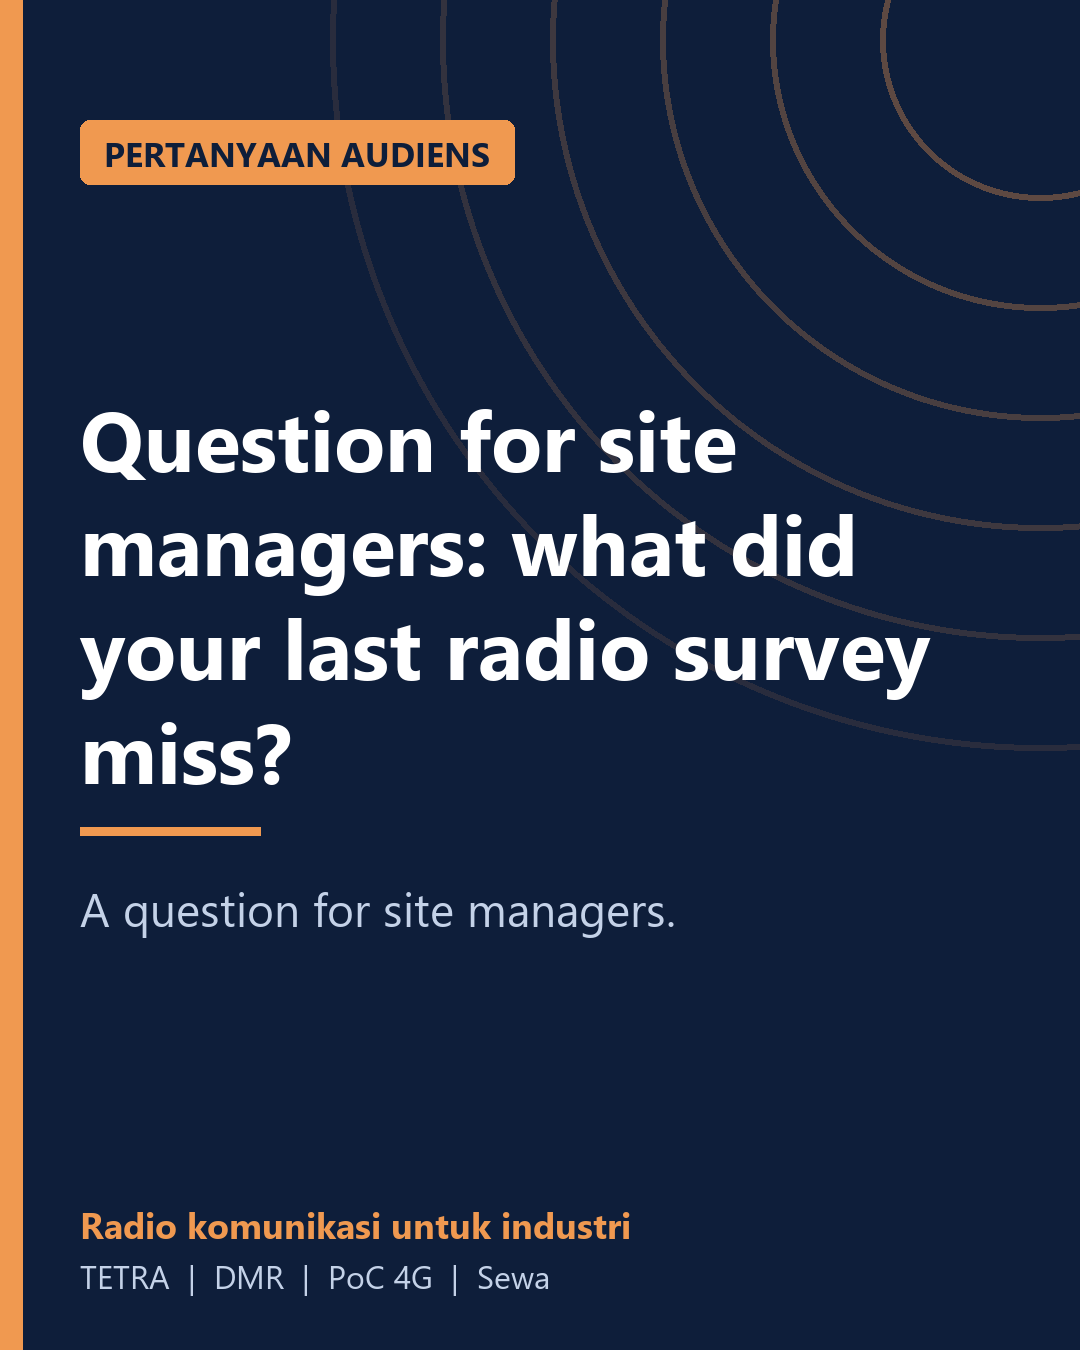 PERTANYAAN AUDIENS
Question for site
managers: what did
your last radio survey
miss?
A question for site managers.
Radio komunikasi untuk industri
TETRA | DMR | PoC 4G | Sewa